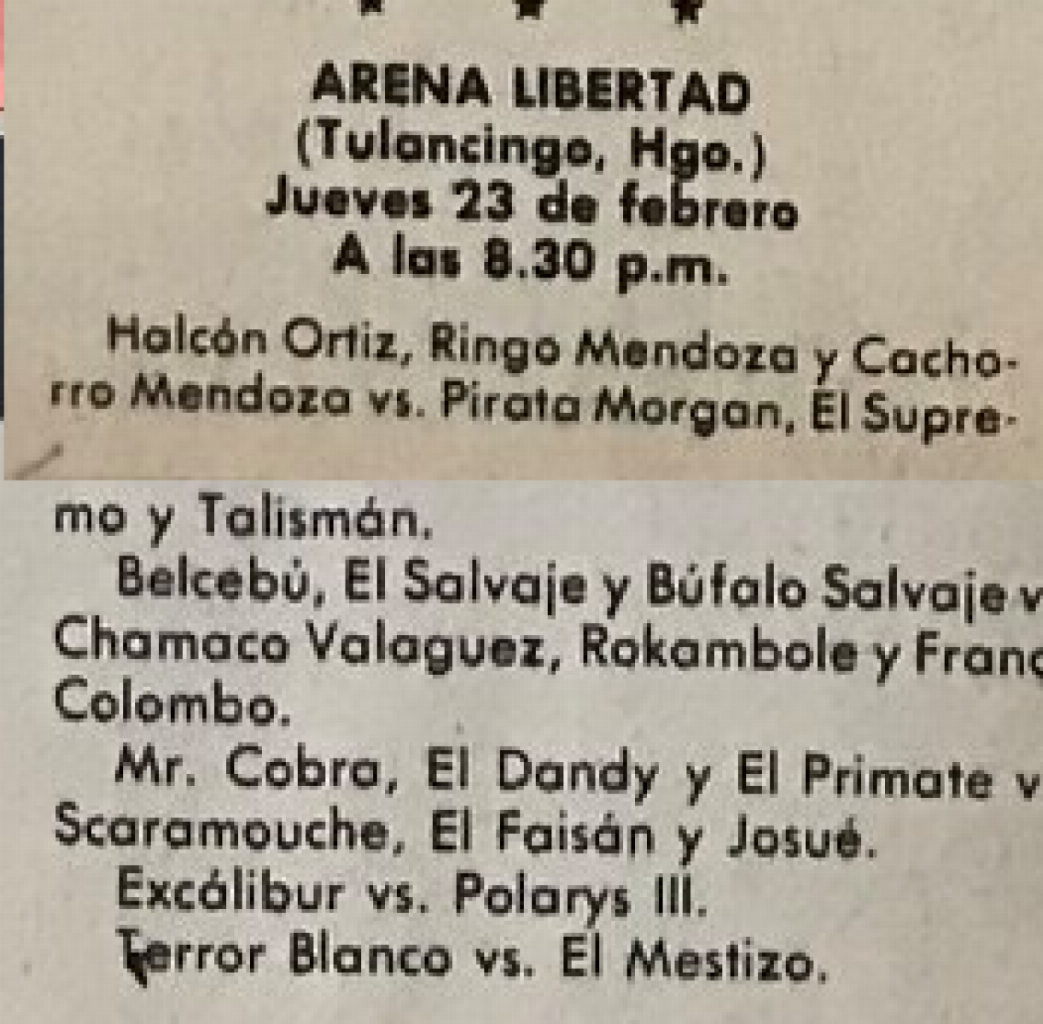 ARENA LIBERTAD
(Tulancingo, Hgo.)
Jueves 23 de febrero
A las 8.30 p.m.
Halcón Ortiz, Ringo Mendoza y Cacho-
rro Mendoza vs. Pirata Morgan, El Supre-
mo y Talismán.
Belcebú, El Salvaje y Búfalo Salvaje
Chamaco Valaguez, Rokambole y
Colombo.
Mr. Cobra, El Dandy y El Primate
Scaramouche, El Faisán y Josué.
Excálibur vs. Polarys III.
Terror Blanco vs. El Mestizo.